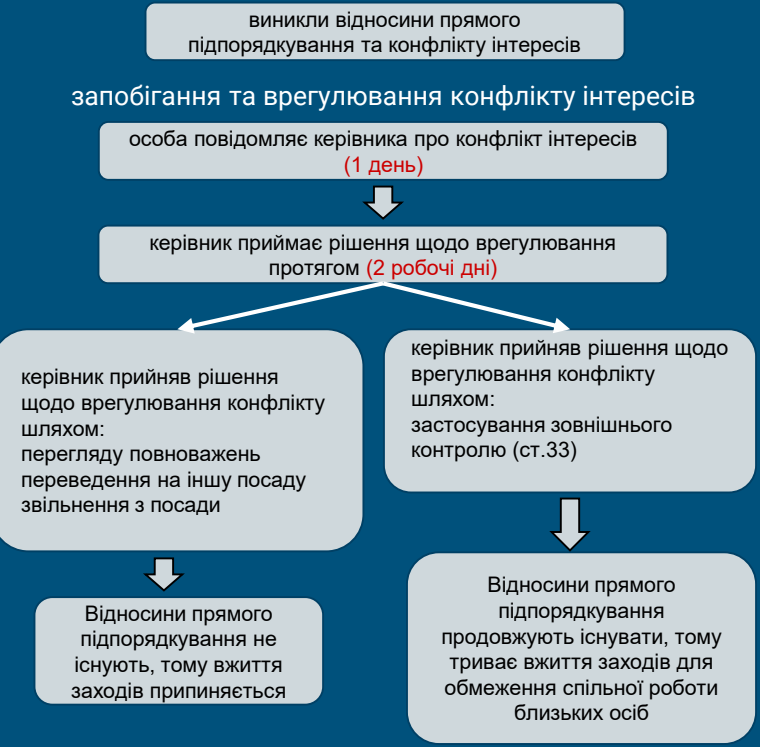 виникли відносини прямого
підпорядкування та конфлікту інтересів
запобігання та врегулювання конфлікту інтересів
особа повідомляє керівника про конфлікт інтересів
(1 день)
керівник приймає рішення щодо врегулювання
протягом (2 робочі дні)
керівник прийняв рішення
щодо врегулювання конфлікту
шляхом:
перегляду повноважень
переведення на іншу посаду
звільнення з посади
керівник прийняв рішення щодо
врегулювання конфлікту
шляхом:
застосування зовнішнього
контролю (ст.33)
Відносини прямого
підпорядкування не
існують, тому вжиття
заходів припиняється
Відносини прямого
підпорядкування
продовжують існувати, тому
триває вжиття заходів для
обмеження спільної роботи
близьких осіб